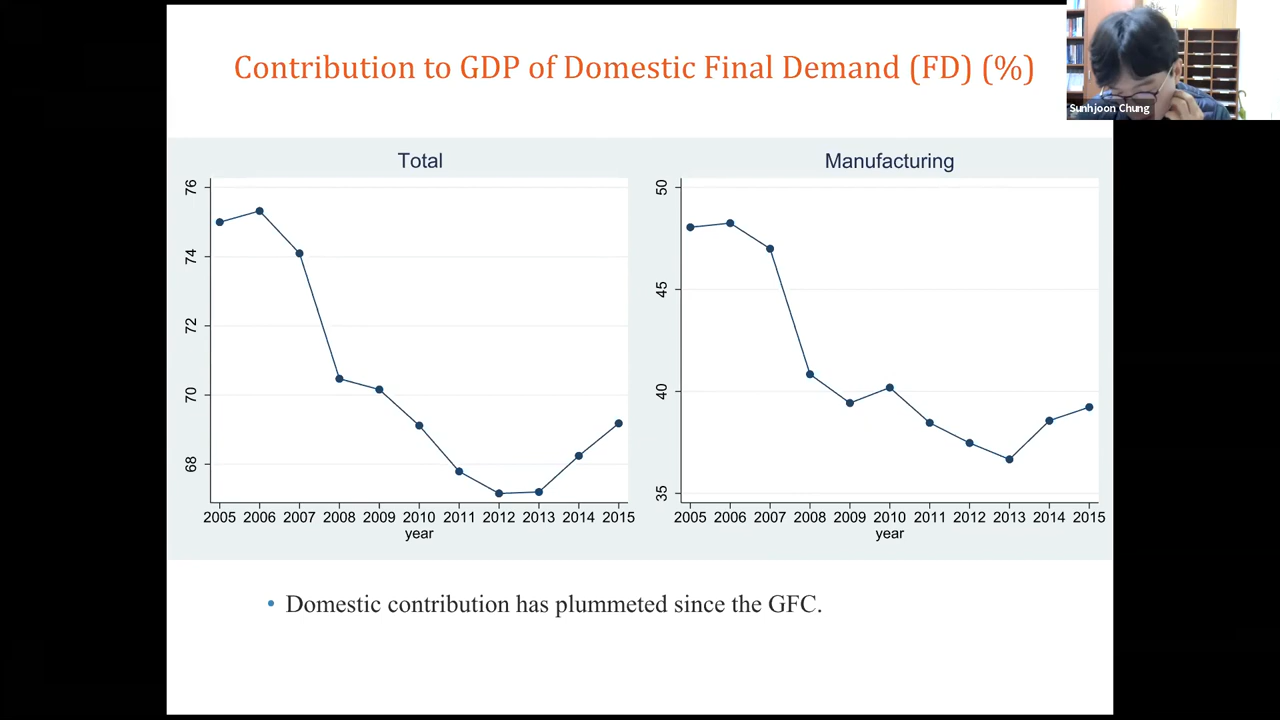 Contribution to GDP of Domestic Final Demand (FD) (%)
Sunhjoon Chung
Total
76
74
72
70
68
2005 2006 2007 2008 2009 2010 2011 2012 2013 2014 2015
year
Manufacturing
50
45
40
35
2005 2006 2007 2008 2009 2010 2011 2012 2013 2014 2015
year
• Domestic contribution has plummeted since the GFC.